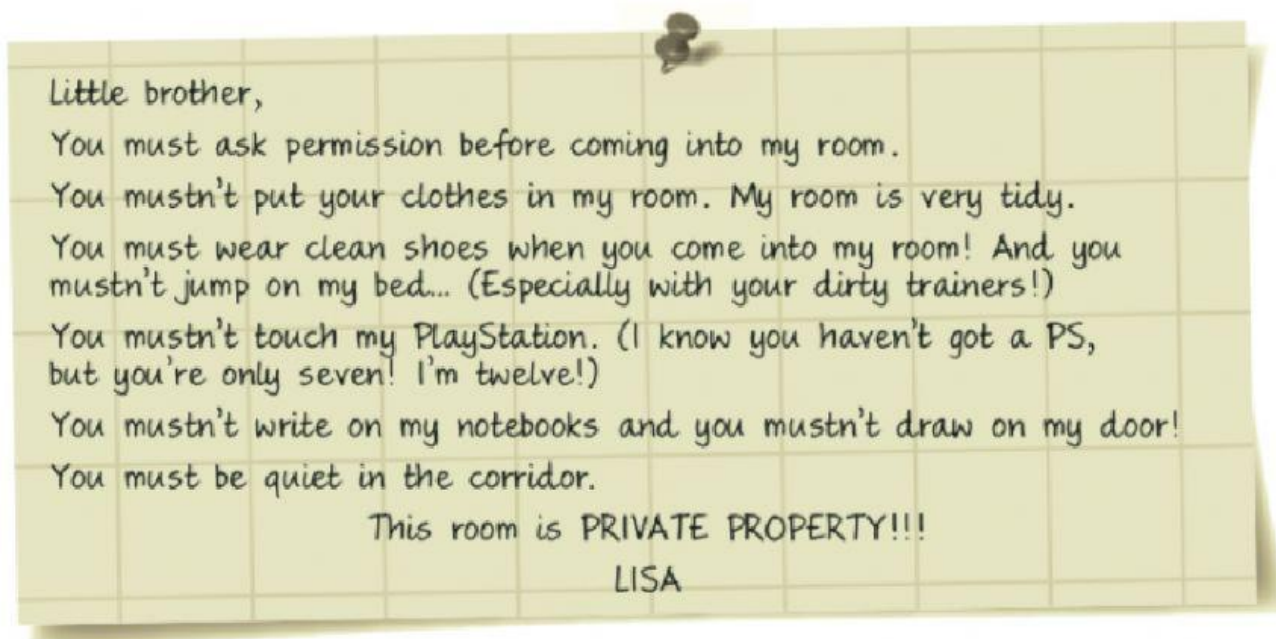 Little brother,
You must ask permission before coming into my room.
You mustn't put your clothes in my room. My room is very tidy.
You must wear clean shoes when you come into my room! And you
mustn't jump on my bed... (Especially with your dirty trainers!)
You mustn't touch my PlayStation. (I know you haven't got a PS,
but you're only seven! I'm twelve!)
You mustn't write on my notebooks and you mustn't draw on my door!
You must be quiet in the corridor.
This room is PRIVATE PROPERTY!!!
LISA